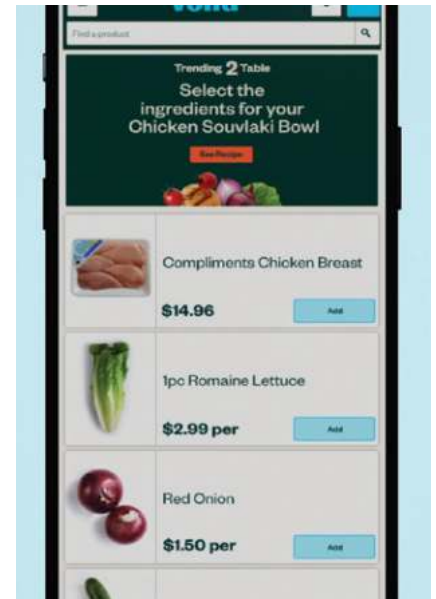 Find a product
Trending 2 Table
Select the
ingredients for your
Chicken Souvlaki Bowl
See Recipe
Compliments Chicken Breast
$14.96
Add
1pc Romaine Lettuce
$2.99 per
Add
Red Onion
$1.50 per
Add